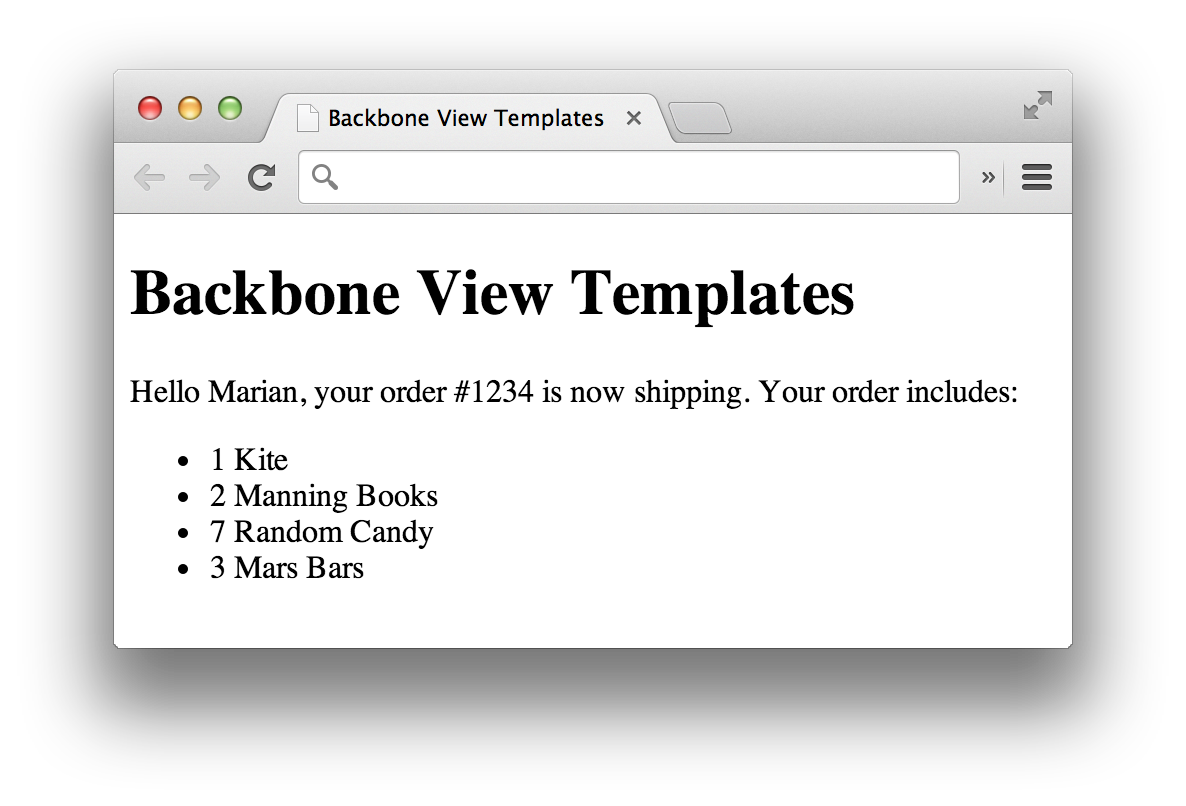 Backbone View Templates
Backbone View Templates
Hello Marian, your order #1234 is now shipping. Your order includes:
• 1 Kite
• 2 Manning Books
• 7 Random Candy
• 3 Mars Bars